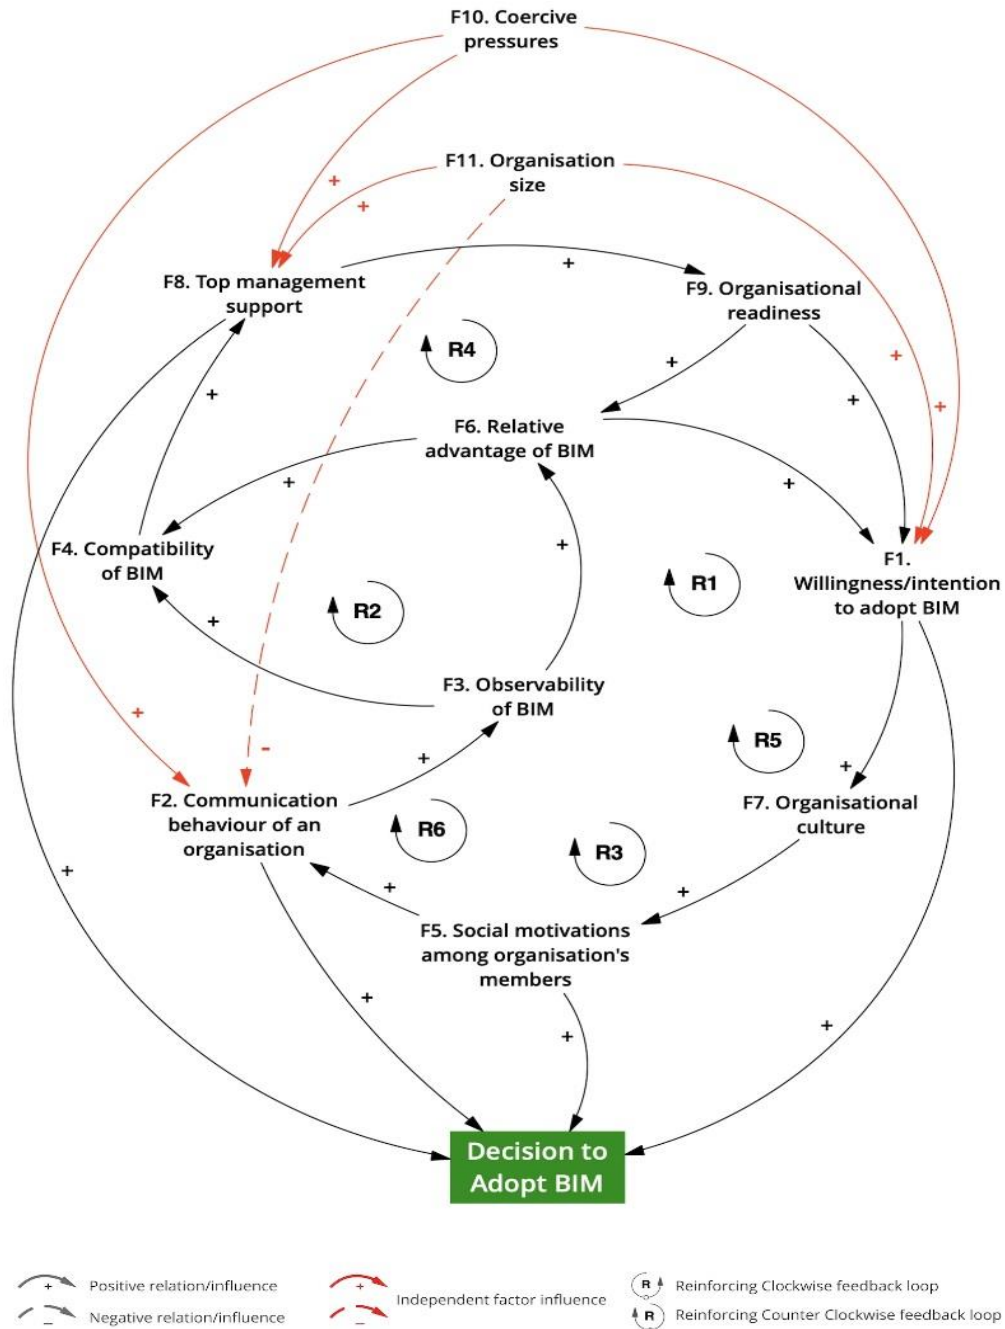 F10. Coercive
pressures
F11. Organisation
size
+
+
F8. Top management
support
+
F9. Organisational
readiness
R4
+
+
+
+
+
F6. Relative
advantage of BIM
+
+
F4. Compatibility
of BIM
+
F1.
Willingness/intention
to adopt BIM
R1
R2
+
F3. Observability
of BIM
+
-
R5
+
+
F2. Communication
behaviour of an
organisation
F7. Organisational
culture
R6
R3
+
+
+
F5. Social motivations
among organisation's
members
+
+
+
Decision to
Adopt BIM
+ Positive relation/influence
- Negative relation/influence
+
Independent factor influence
-
R Reinforcing Clockwise feedback loop
R Reinforcing Counter Clockwise feedback loop